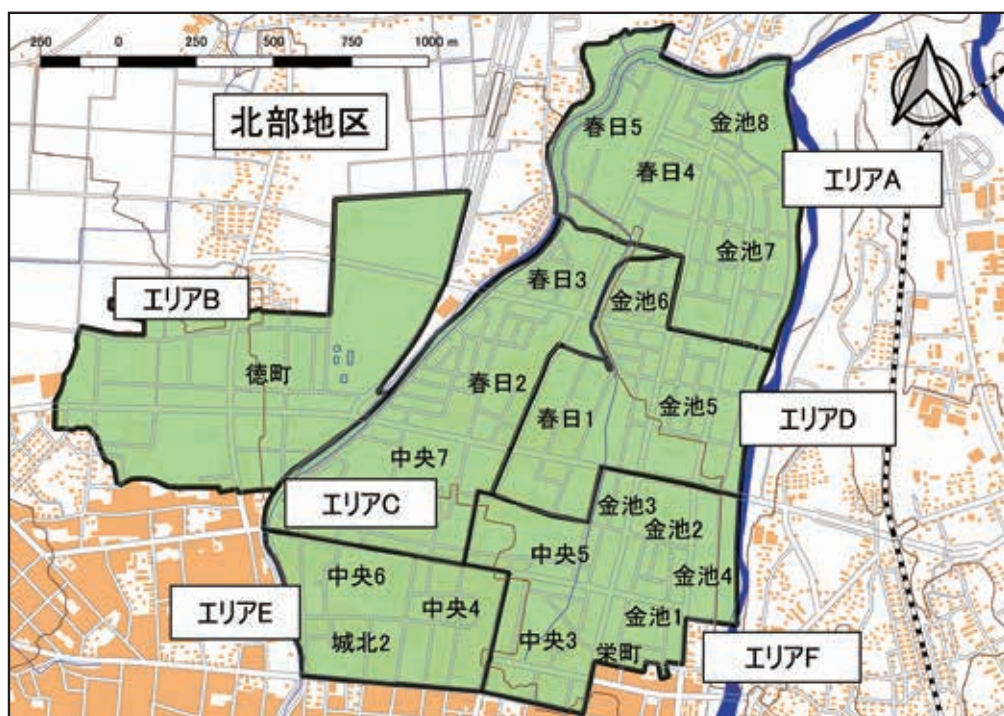 250 0 250 500 750 1000 m
北部地区
春日5
金池8
春日4
エリアA
金池7
春日3
エリアB
金池6
徳町
春日2
春日1
金池5
エリアD
中央7
エリアC
金池3
金池2
中央5
中央6
金池4
中央4
エリアE
金池1
城北2
中央3
栄町
エリアF